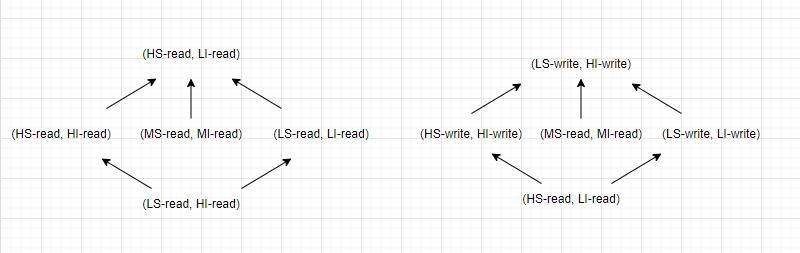 (HS-read, LI-read)
(HS-read, HI-read) (MS-read, MI-read) (LS-read, LI-read)
(LS-read, HI-read)
(LS-write, HI-write)
(HS-write, HI-write) (MS-read, MI-read) (LS-write, LI-write)
(HS-read, LI-read)